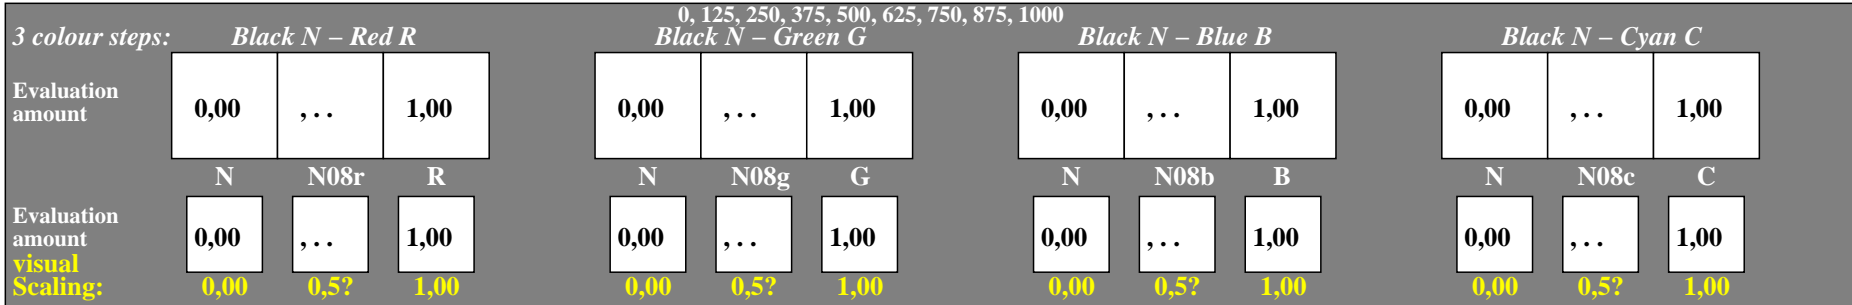 0, 125, 250, 375, 500, 625, 750, 875, 1000
3 colour steps: Black N – Red R Black N – Green G Black N – Blue B Black N – Cyan C
Evaluation
amount
0,00 , . . 1,00 0,00 , . . 1,00 0,00 , . . 1,00 0,00 , . . 1,00
N N08r R N N08g G N N08b B N N08c C
Evaluation
amount
0,00 , . . 1,00 0,00 , . . 1,00 0,00 , . . 1,00 0,00 , . . 1,00
visual
Scaling: 0,00 0,5? 1,00 0,00 0,5? 1,00 0,00 0,5? 1,00 0,00 0,5? 1,00